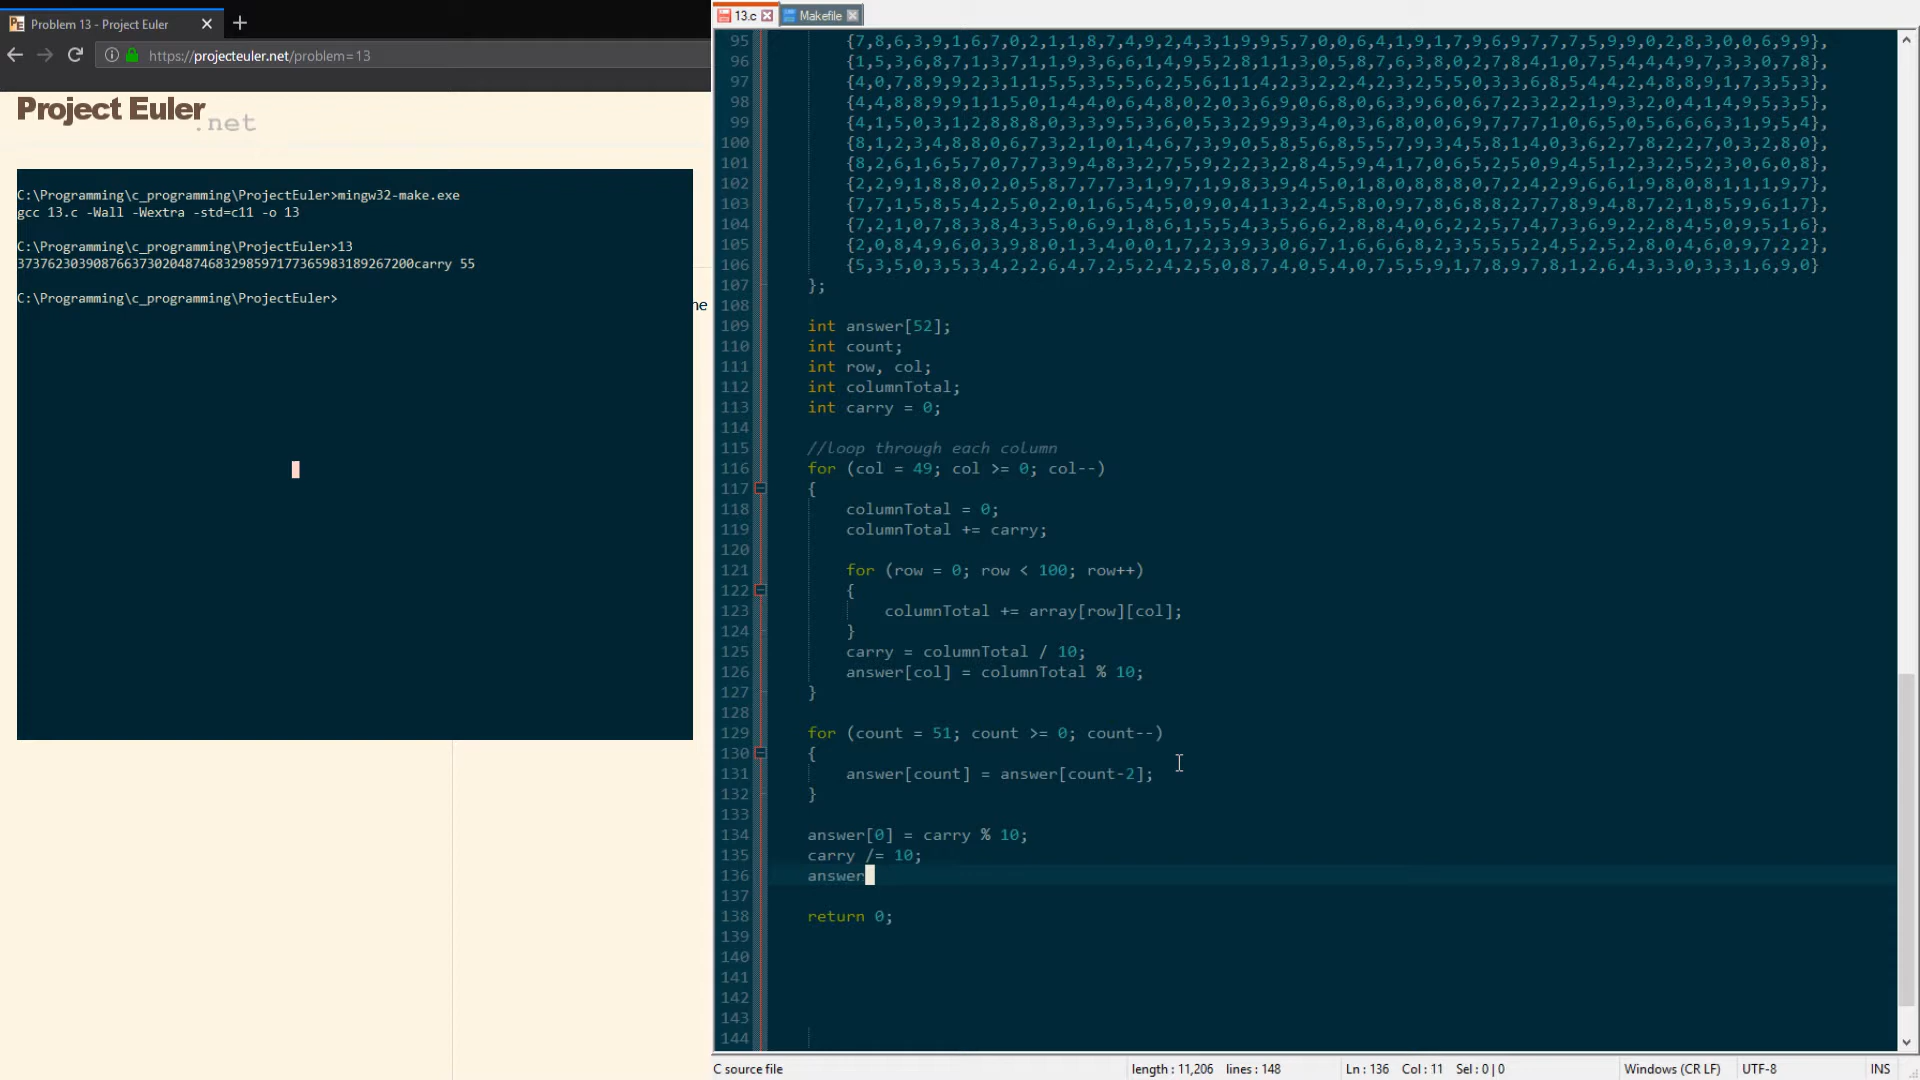 Problem 13 - Project Euler
https://projecteuler.net/problem=13
Project Euler
.net
C:\Programming\c_programming\ProjectEuler>mingw32-make.exe
gcc 13.c -Wall -Wextra -std=c11 -o 13
C:\Programming\c_programming\ProjectEuler>13
37376230390876637302048746832985971773659831892672​00carry 55
C:\Programming\c_programming\ProjectEuler>
13.c
Makefile
95 {7,8,6,3,9,1,6,7,0,2,1,1,8,7,4,9,2,4,3,1,9,9,5,7,0,0,6,4,1,9,1,7,9,6,9,7,7,7,5,9,9,0,2,8,3,0,0,6,9,9},
96 {1,5,3,6,8,7,1,3,7,1,1,9,3,6,6,1,4,9,5,2,8,1,1,3,0,5,8,7,6,3,8,0,2,7,8,4,1,0,7,5,4,4,4,9,7,3,3,0,7,8},
97 {4,0,7,8,9,9,2,3,1,1,5,5,3,5,5,6,2,5,6,1,1,4,2,3,2,2,4,2,3,2,5,5,0,3,3,6,8,5,4,4,2,4,8,8,9,1,7,3,5,3},
98 {4,4,8,8,9,9,1,1,5,0,1,4,4,0,6,4,8,0,2,0,3,6,9,0,6,8,0,6,3,9,6,0,6,7,2,3,2,2,1,9,3,2,0,4,1,4,9,5,3,5},
99 {4,1,5,0,3,1,2,8,8,8,0,3,3,9,5,3,6,0,5,3,2,9,9,3,4,0,3,6,8,0,0,6,9,7,7,7,1,0,6,5,0,5,6,6,6,3,1,9,5,4},
100 {8,1,2,3,4,8,8,0,6,7,3,2,1,0,1,4,6,7,3,9,0,5,8,5,6,8,5,5,7,9,3,4,5,8,1,4,0,3,6,2,7,8,2,2,7,0,3,2,8,0},
101 {8,2,6,1,6,5,7,0,7,7,3,9,4,8,3,2,7,5,9,2,2,3,2,8,4,5,9,4,1,7,0,6,5,2,5,0,9,4,5,1,2,3,2,5,2,3,0,6,0,8},
102 {2,2,9,1,8,8,0,2,0,5,8,7,7,7,3,1,9,7,1,9,8,3,9,4,5,0,1,8,0,8,8,8,0,7,2,4,2,9,6,6,1,9,8,0,8,1,1,1,9,7},
103 {7,7,1,5,8,5,4,2,5,0,2,0,1,6,5,4,5,0,9,0,4,1,3,2,4,5,8,0,9,7,8,6,8,8,2,7,7,8,9,4,8,7,2,1,8,5,9,6,1,7},
104 {7,2,1,0,7,8,3,8,4,3,5,0,6,9,1,8,6,1,5,5,4,3,5,6,6,2,8,8,4,0,6,2,2,5,7,4,7,3,6,9,2,2,8,4,5,0,9,5,1,6},
105 {2,0,8,4,9,6,0,3,9,8,0,1,3,4,0,0,1,7,2,3,9,3,0,6,7,1,6,6,6,8,2,3,5,5,5,2,4,5,2,5,2,8,0,4,6,0,9,7,2,2},
106 {5,3,5,0,3,5,3,4,2,2,6,4,7,2,5,2,4,2,5,0,8,7,4,0,5,4,0,7,5,5,9,1,7,8,9,7,8,1,2,6,4,3,3,0,3,3,1,6,9,0}
107 };
108
109 int answer[52];
110 int count;
111 int row, col;
112 int columnTotal;
113 int carry = 0;
114
115 //loop through each column
116 for (col = 49; col >= 0; col--)
117 {
118 columnTotal = 0;
119 columnTotal += carry;
120
121 for (row = 0; row < 100; row++)
122 {
123 columnTotal += array[row][col];
124 }
125 carry = columnTotal / 10;
126 answer[col] = columnTotal % 10;
127 }
128
129 for (count = 51; count >= 0; count--)
130 {
131 answer[count] = answer[count-2];
132 }
133
134 answer[0] = carry % 10;
135 carry /= 10;
136 answer
137
138 return 0;
139
140
141
142
143
144
C source file length : 11,206 lines : 148 Ln : 136 Col : 11 Sel : 0 | 0 Windows (CR LF) UTF-8 INS